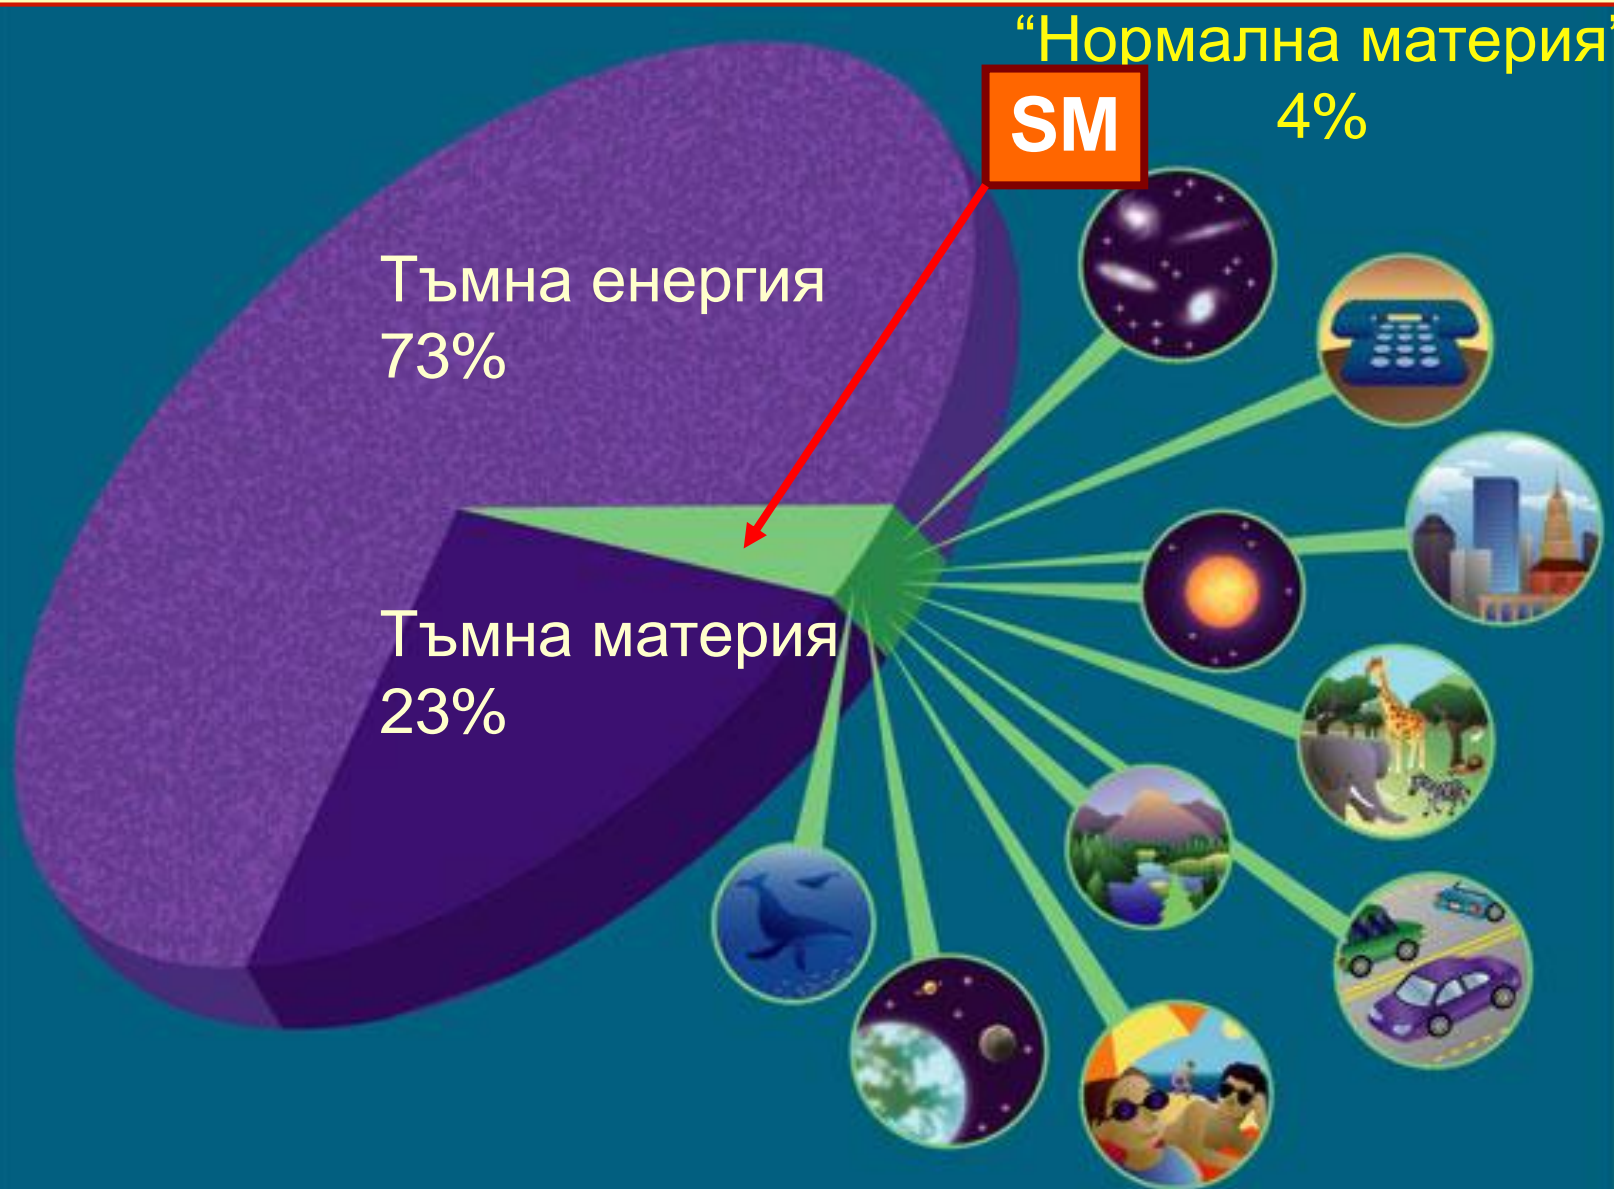 “Нормална материя”
4%
SM
Тъмна енергия
73%
Тъмна материя
23%